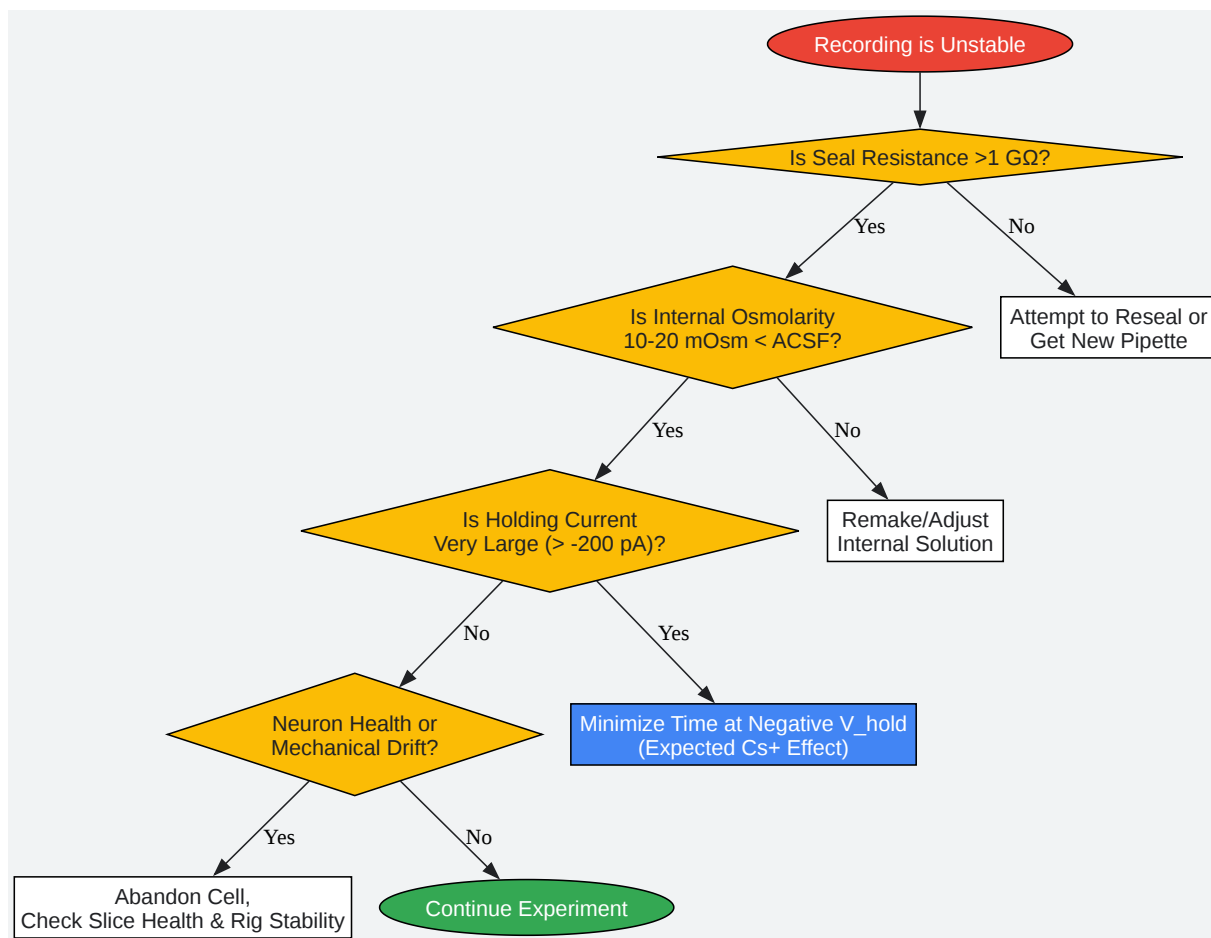 Recording is Unstable
Is Seal Resistance >1 GΩ?
Yes
No
Is Internal Osmolarity
10-20 mOsm < ACSF?
Attempt to Reseal or
Get New Pipette
Yes
No
Is Holding Current
Very Large (> -200 pA)?
Remake/Adjust
Internal Solution
No
Yes
Neuron Health or
Mechanical Drift?
Minimize Time at Negative V_hold
(Expected Cs+ Effect)
Yes
No
Abandon Cell,
Check Slice Health & Rig Stability
Continue Experiment